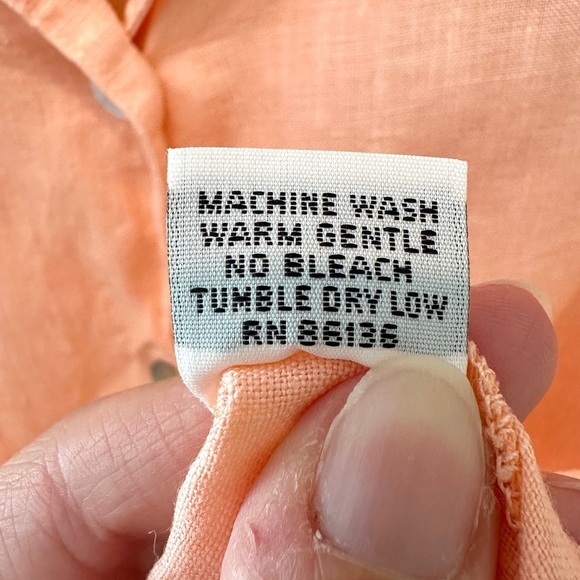 MACHINE WASH
WARM GENTLE
NO BLEACH
TUMBLE DRY LOW
RN 86136